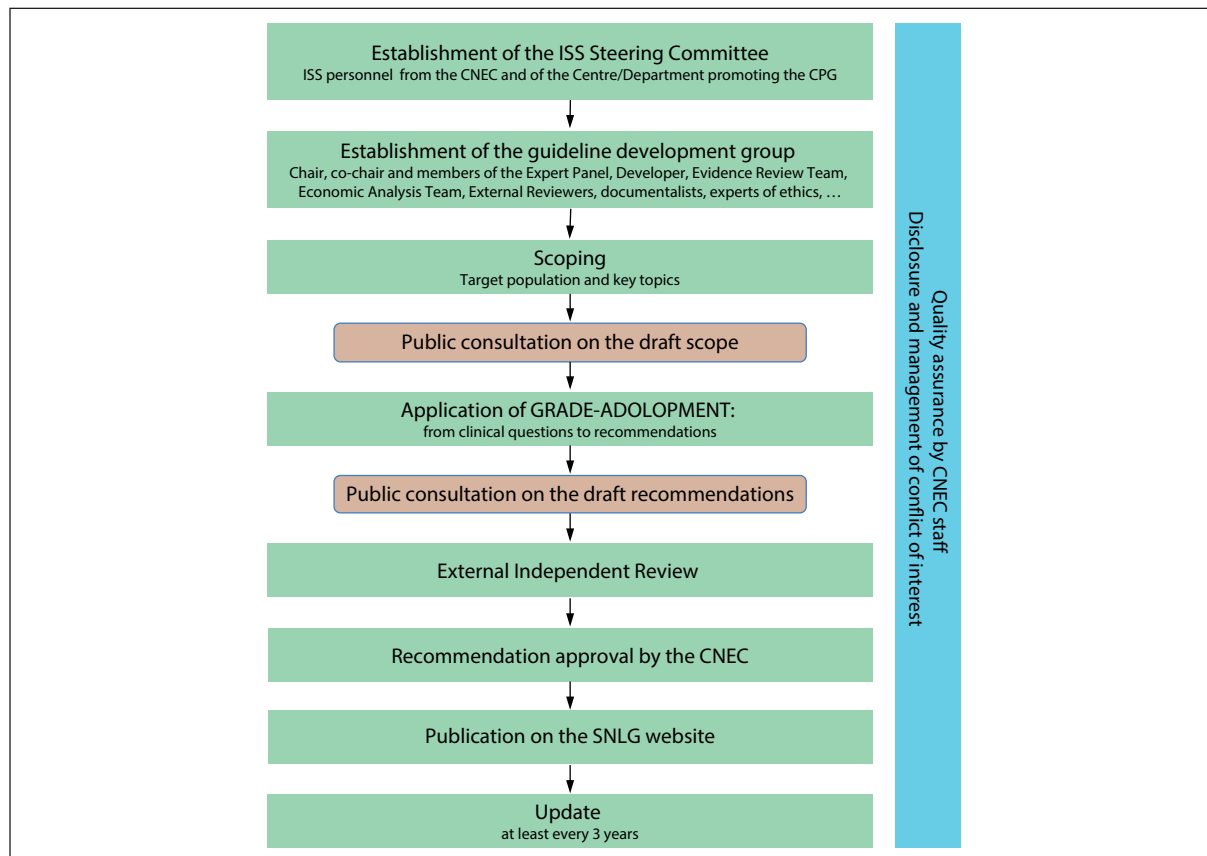 Establishment of the ISS Steering Committee
ISS personnel from the CNEC and of the Centre/Department promoting the CPG
Establishment of the guideline development group
Chair, co-chair and members of the Expert Panel, Developer, Evidence Review Team,
Economic Analysis Team, External Reviewers, documentalists, experts of ethics, …
Scoping
Target population and key topics
Public consultation on the draft scope
Application of GRADE-ADOLOPMENT:
from clinical questions to recommendations
Public consultation on the draft recommendations
External Independent Review
Recommendation approval by the CNEC
Publication on the SNLG website
Update
at least every 3 years
Quality assurance by CNEC staff
Disclosure and management of conflict of interest